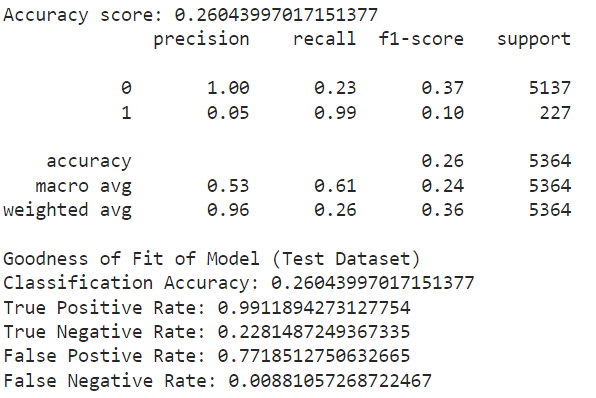 Accuracy score: 0.26043997017151377
precision recall f1-score support
0 1.00 0.23 0.37 5137
1 0.05 0.99 0.10 227
accuracy 0.26 5364
macro avg 0.53 0.61 0.24 5364
weighted avg 0.96 0.26 0.36 5364
Goodness of Fit of Model (Test Dataset)
Classification Accuracy: 0.26043997017151377
True Positive Rate: 0.9911894273127754
True Negative Rate: 0.2281487249367335
False Postive Rate: 0.7718512750632665
False Negative Rate: 0.00881057268722467